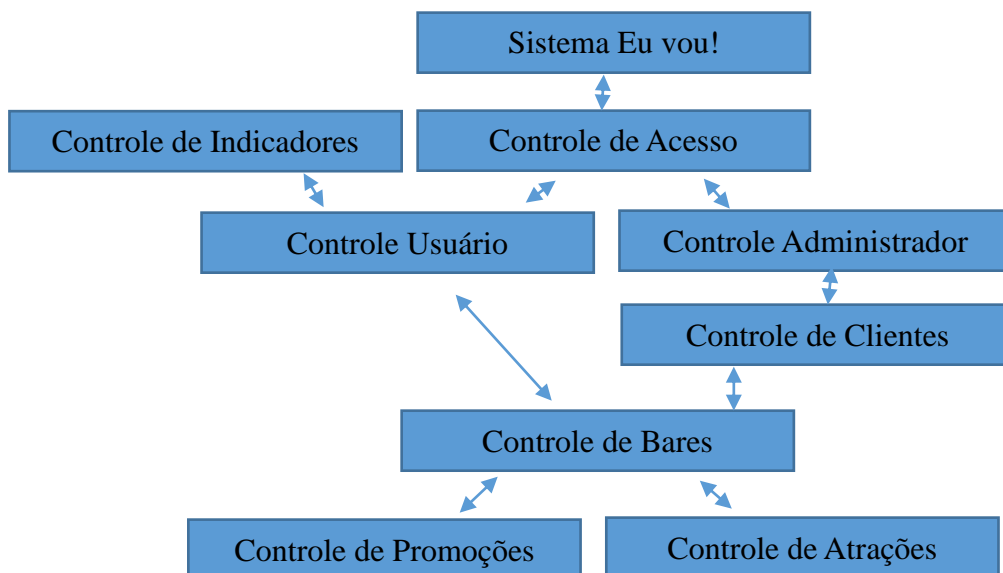 Sistema Eu vou!
Controle de Indicadores
Controle de Acesso
Controle Usuário
Controle Administrador
Controle de Clientes
Controle de Bares
Controle de Promoções
Controle de Atrações